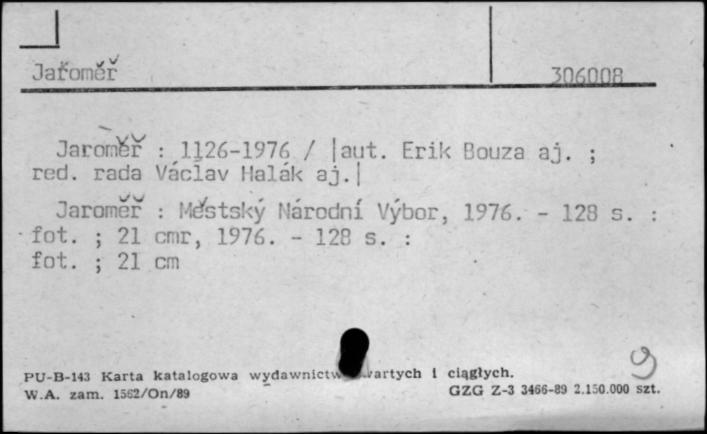 Jaroměř 306008
Jaroměř : 1126-1976 / |aut. Erik Bouza aj. ;
red. rada Václav Halák aj.|
Jaroměř : Městský Národní Výbor, 1976. - 128 s. :
fot. ; 21 cmr, 1976. - 128 s. :
fot. ; 21 cm
PU-B-143 Karta katalogowa i ciągłych.
W.A. zam. 1562/On/89 GZG Z-3 3466-89 2.150.000 szt.